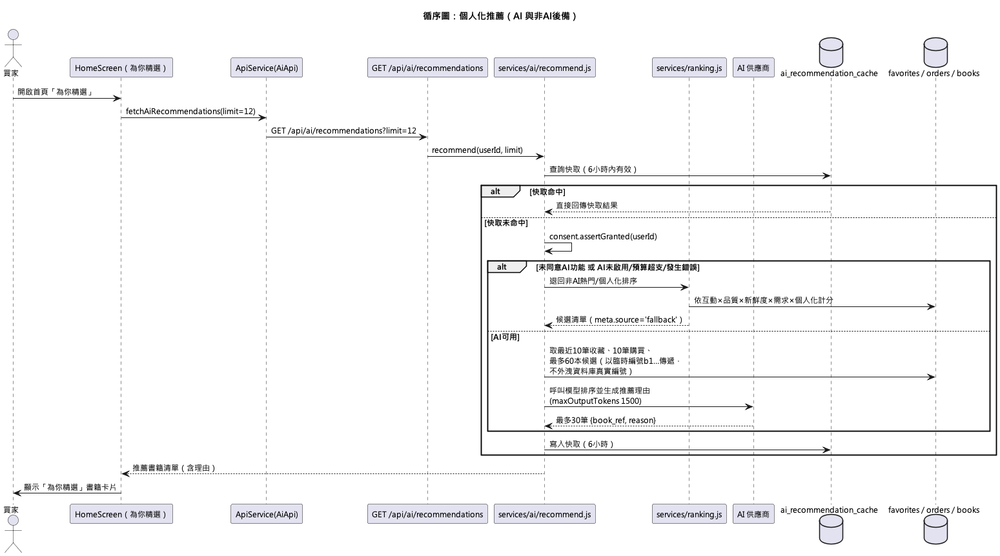 循序圖：個人化推薦（AI 與非AI後備）
買家
HomeScreen（為你精選）
ApiService(AiApi)
GET /api/ai/recommendations
services/ai/recommend.js
services/ranking.js
AI 供應商
ai_recommendation_cache
favorites / orders / books
開啟首頁「為你精選」
fetchAiRecommendations(limit=12)
GET /api/ai/recommendations?limit=12
recommend(userId, limit)
查詢快取（6小時內有效）
alt [快取命中]
直接回傳快取結果
[快取未命中]
consent.assertGranted(userId)
alt [未同意AI功能 或 AI未啟用/預算超支/發生錯誤]
退回非AI熱門/個人化排序
依互動×品質×新鮮度×需求×個人化計分
候選清單（meta.source='fallback'）
[AI可用]
取最近10筆收藏、10筆購買、
最多60本候選（以臨時編號b1...傳遞，
不外洩資料庫真實編號）
呼叫模型排序並生成推薦理由
(maxOutputTokens 1500)
最多30筆 {book_ref, reason}
寫入快取（6小時）
推薦書籍清單（含理由）
顯示「為你精選」書籍卡片
買家
HomeScreen（為你精選）
ApiService(AiApi)
GET /api/ai/recommendations
services/ai/recommend.js
services/ranking.js
AI 供應商
ai_recommendation_cache
favorites / orders / books